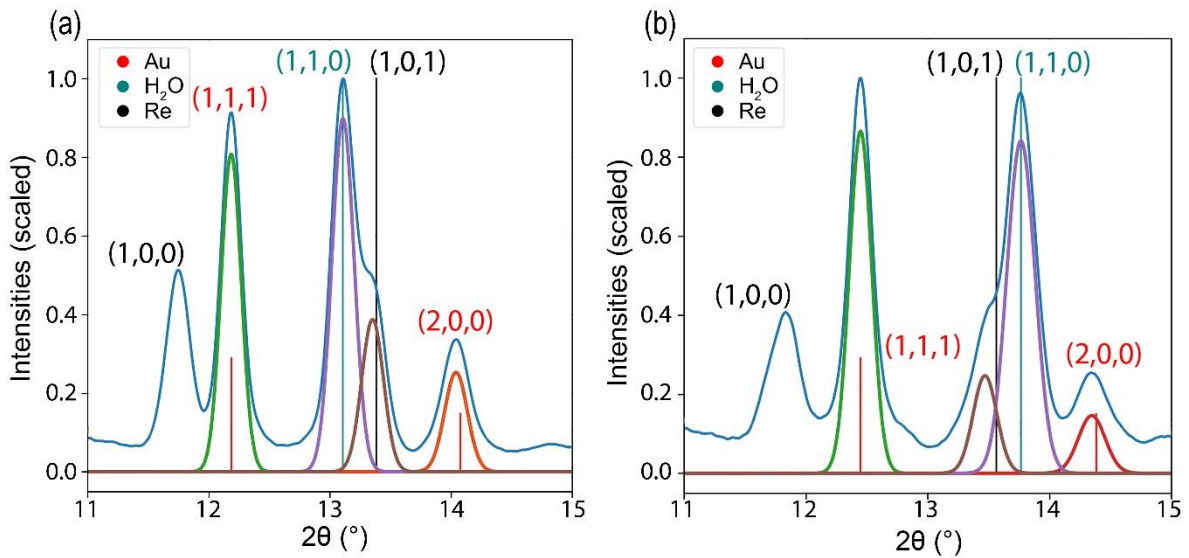 (a)
Au
H₂O
Re
(1,1,0)
(1,0,1)
(1,1,1)
(1,0,0)
(2,0,0)
Intensities (scaled)
1.0
0.8
0.6
0.4
0.2
0.0
11
12
13
14
15
2θ (°)
(b)
Au
H₂O
Re
(1,0,1)
(1,1,0)
(1,0,0)
(1,1,1)
(2,0,0)
Intensities (scaled)
1.0
0.8
0.6
0.4
0.2
0.0
11
12
13
14
15
2θ (°)